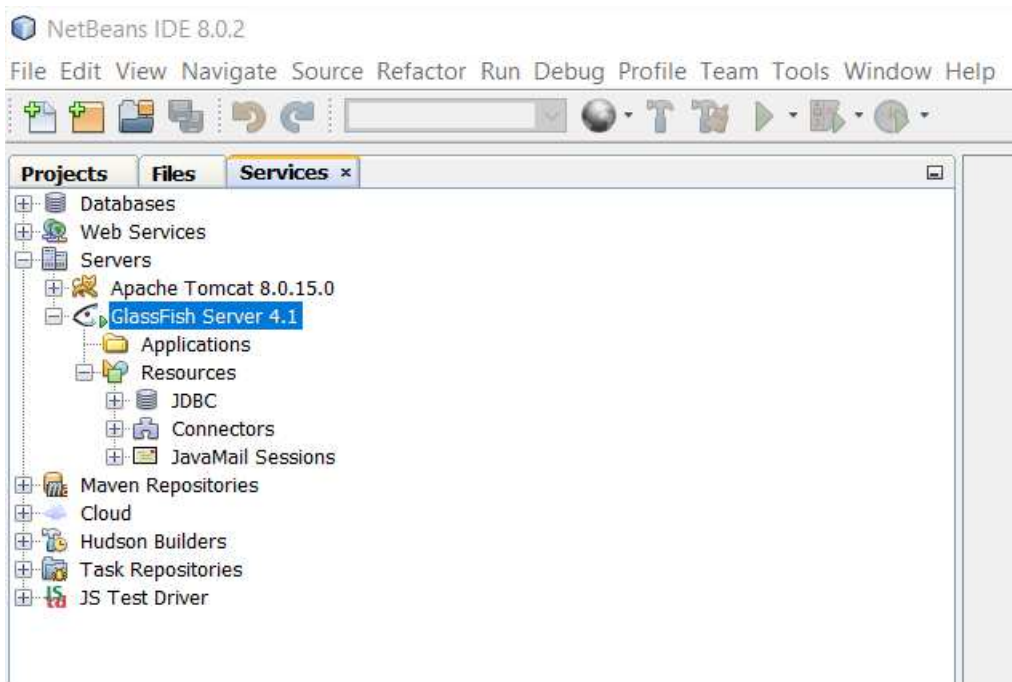 NetBeans IDE 8.0.2
File Edit View Navigate Source Refactor Run Debug Profile Team Tools Window Help
Projects Files Services ×
Databases
Web Services
Servers
Apache Tomcat 8.0.15.0
GlassFish Server 4.1
Applications
Resources
JDBC
Connectors
JavaMail Sessions
Maven Repositories
Cloud
Hudson Builders
Task Repositories
JS Test Driver